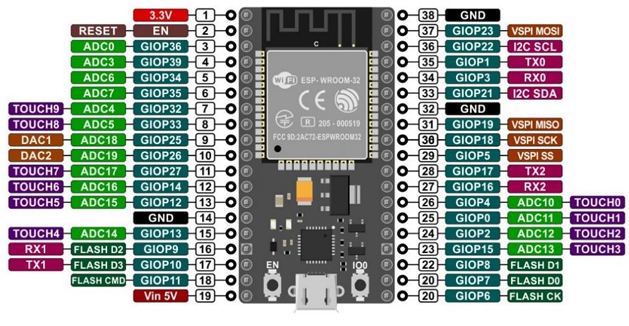 3.3V 1
RESET EN 2
ADC0 GIOP36 3
ADC3 GIOP39 4
ADC6 GIOP34 5
ADC7 GIOP35 6
TOUCH9 ADC4 GIOP32 7
TOUCH8 ADC5 GIOP33 8
DAC1 ADC18 GIOP25 9
DAC2 ADC19 GIOP26 10
TOUCH7 ADC17 GIOP27 11
TOUCH6 ADC16 GIOP14 12
TOUCH5 ADC15 GIOP12 13
GND 14
TOUCH4 ADC14 GIOP13 15
RX1 FLASH D2 GIOP9 16
TX1 FLASH D3 GIOP10 17
FLASH CMD GIOP11 18
Vin 5V 19
C
WiFi ESP-WROOM-32
CE
R 205-000519
FCC 9D:2AC72-ESPWROOM32
EN IO0
38 GND
37 GIOP23 VSPI MOSI
36 GIOP22 I2C SCL
35 GIOP1 TX0
34 GIOP3 RX0
33 GIOP21 I2C SDA
32 GND
31 GIOP19 VSPI MISO
30 GIOP18 VSPI SCK
29 GIOP5 VSPI SS
28 GIOP17 TX2
27 GIOP16 RX2
26 GIOP4 ADC10 TOUCH0
25 GIOP0 ADC11 TOUCH1
24 GIOP2 ADC12 TOUCH2
23 GIOP15 ADC13 TOUCH3
22 GIOP8 FLASH D1
20 GIOP7 FLASH D0
20 GIOP6 FLASH CK